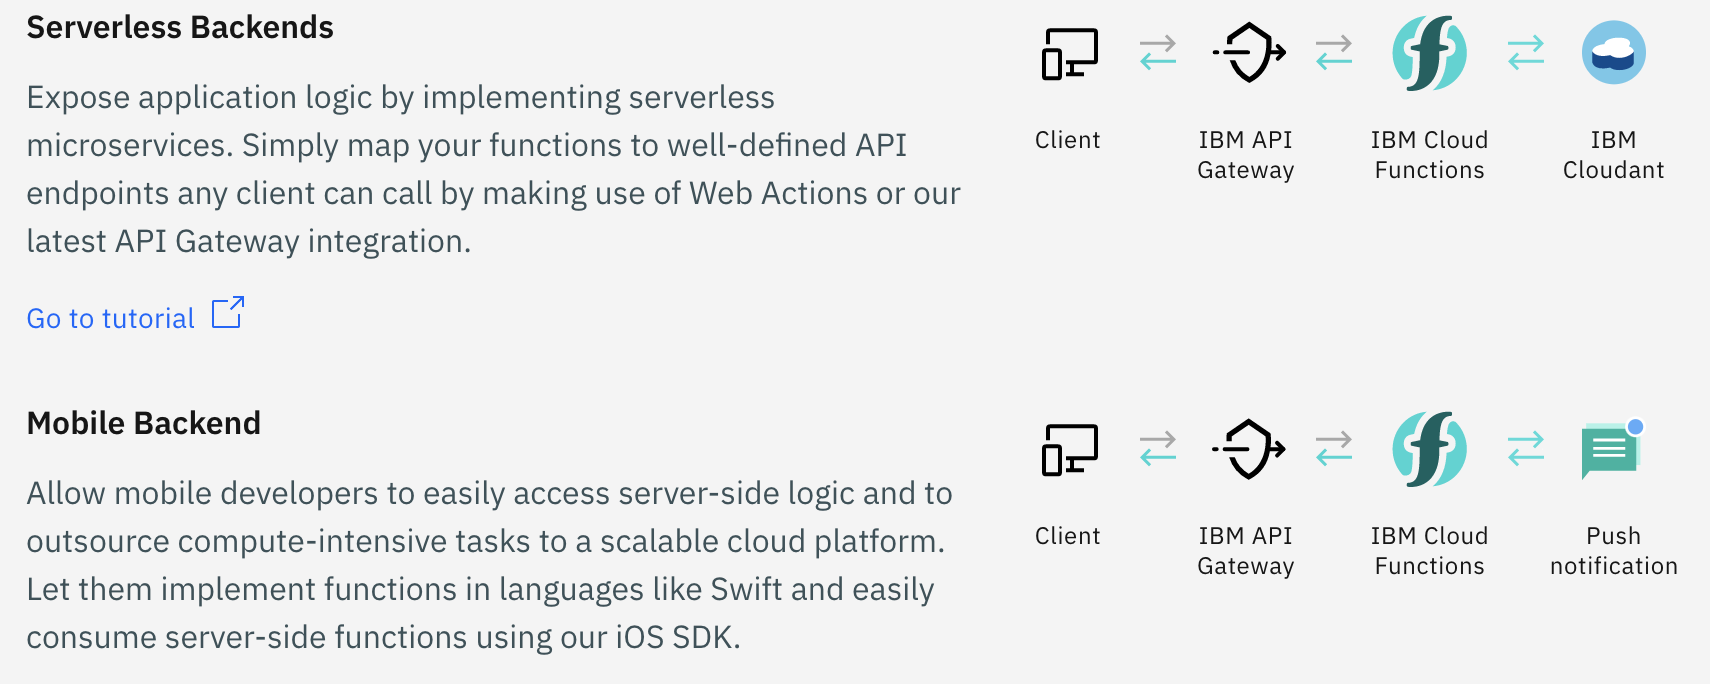 Serverless Backends
Expose application logic by implementing serverless
microservices. Simply map your functions to well-defined API
endpoints any client can call by making use of Web Actions or our
latest API Gateway integration.
Go to tutorial
Client
IBM API
Gateway
IBM Cloud
Functions
IBM
Cloudant
Mobile Backend
Allow mobile developers to easily access server-side logic and to
outsource compute-intensive tasks to a scalable cloud platform.
Let them implement functions in languages like Swift and easily
consume server-side functions using our iOS SDK.
Client
IBM API
Gateway
IBM Cloud
Functions
Push
notification